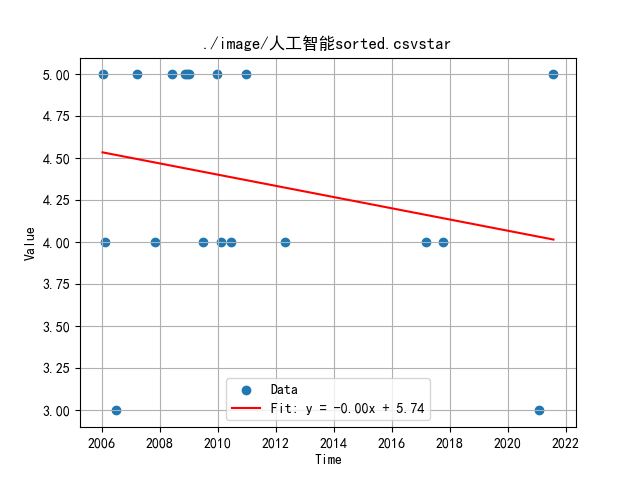 ./image/人工智能sorted.csvstar
5.00
4.75
4.50
4.25
4.00
3.75
3.50
3.25
3.00
Value
Data
Fit: y = -0.00x + 5.74
2006 2008 2010 2012 2014 2016 2018 2020 2022
Time